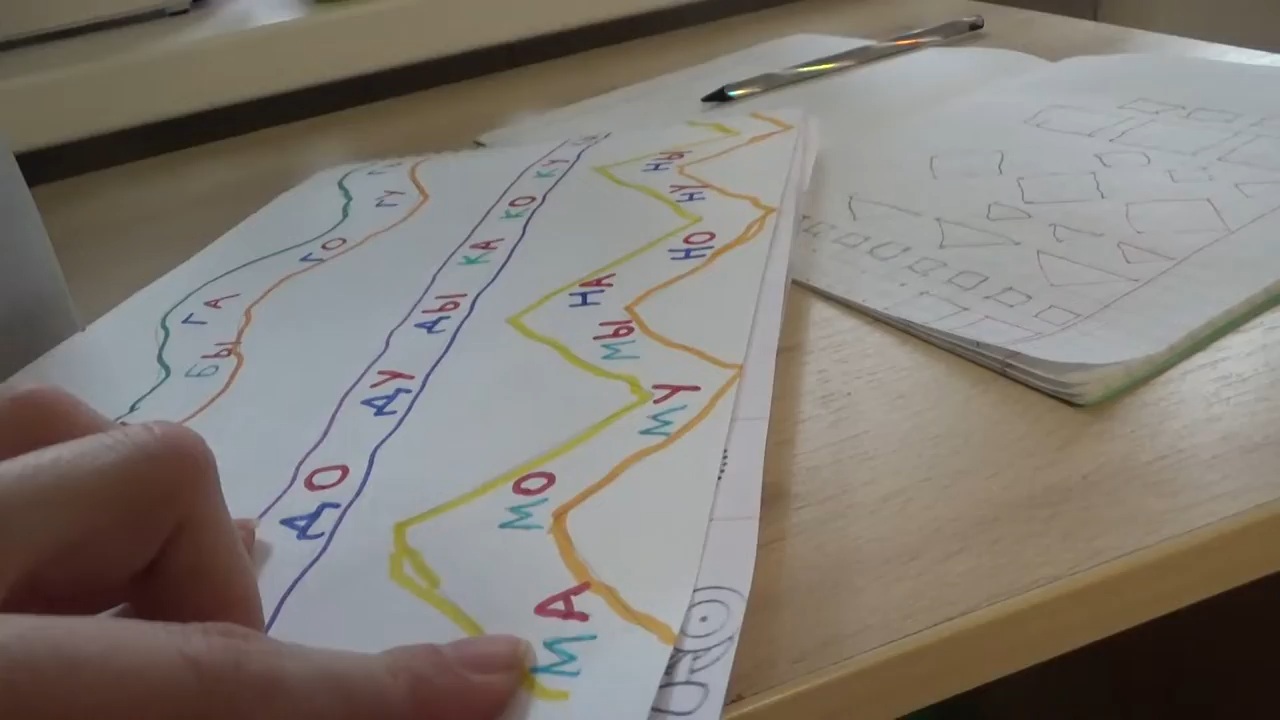 БЫ ГА ГО ГУ
ДО ДУ ДЫ КА КО КУ
МА МО МУ МЫ НА НО НУ НЫ